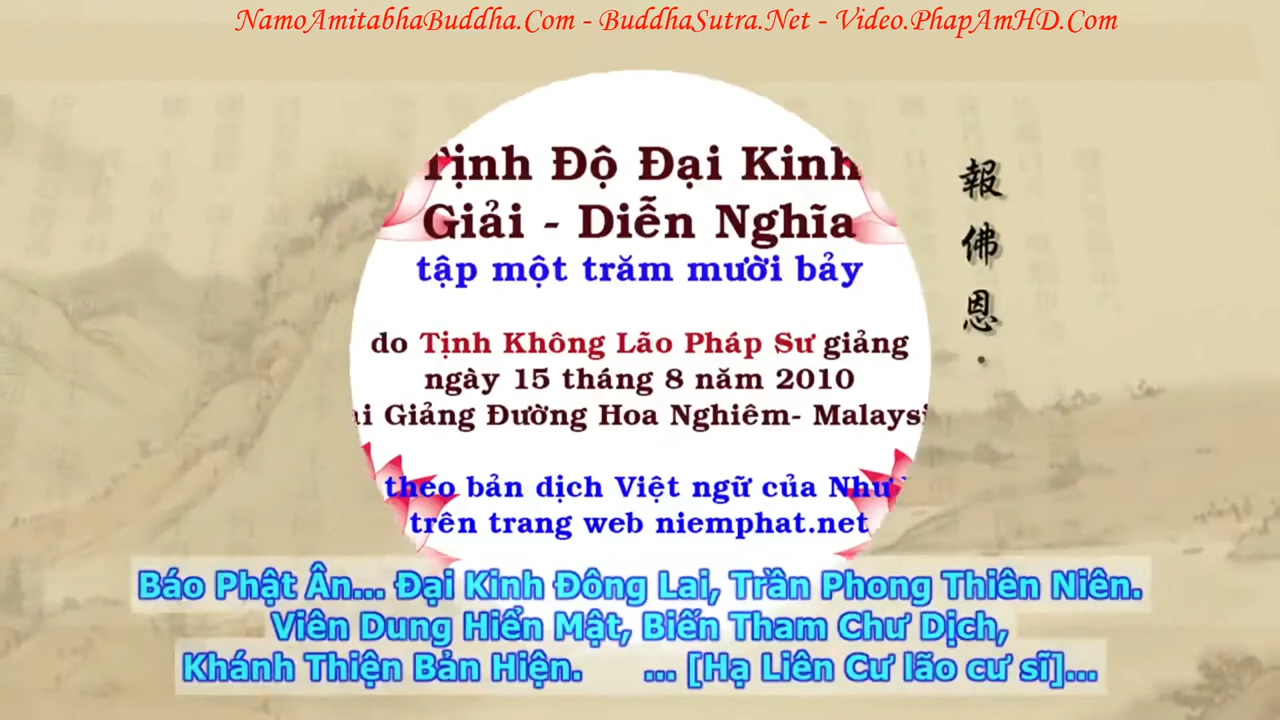 NamoAmitabhaBuddha.Com - BuddhaSutra.Net - Video.PhapAmHD.Com
Tịnh Độ Đại Kinh
Giải - Diễn Nghĩa
tập một trăm mười bảy
do Tịnh Không Lão Pháp Sư giảng
ngày 15 tháng 8 năm 2010
ại Giảng Đường Hoa Nghiêm- Malaysi
theo bản dịch Việt ngữ của Như
trên trang web niemphat.net
報佛恩.
Báo Phật Ân... Đại Kinh Đông Lai, Trần Phong Thiên Niên.
Viên Dung Hiển Mật, Biến Tham Chư Dịch,
Khánh Thiện Bản Hiện. ... [Hạ Liên Cư lão cư sĩ]...